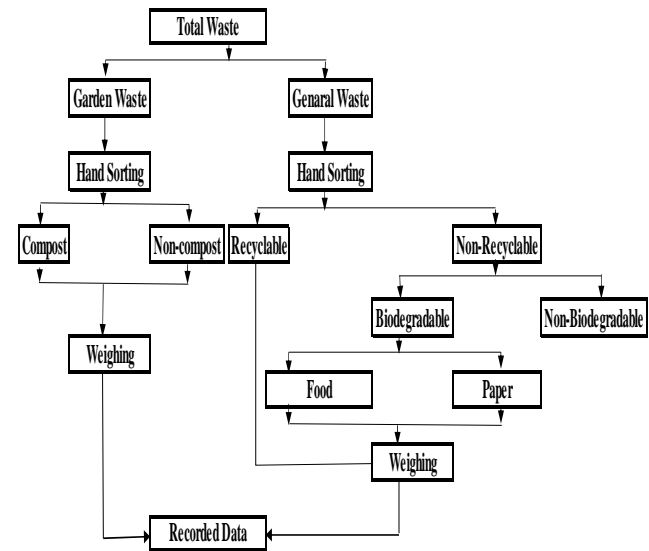 Total Waste
Garden Waste
Genaral Waste
Hand Sorting
Hand Sorting
Compost
Non-compost
Recyclable
Non-Recyclable
Biodegradable
Non-Biodegradable
Weighing
Food
Paper
Weighing
Recorded Data